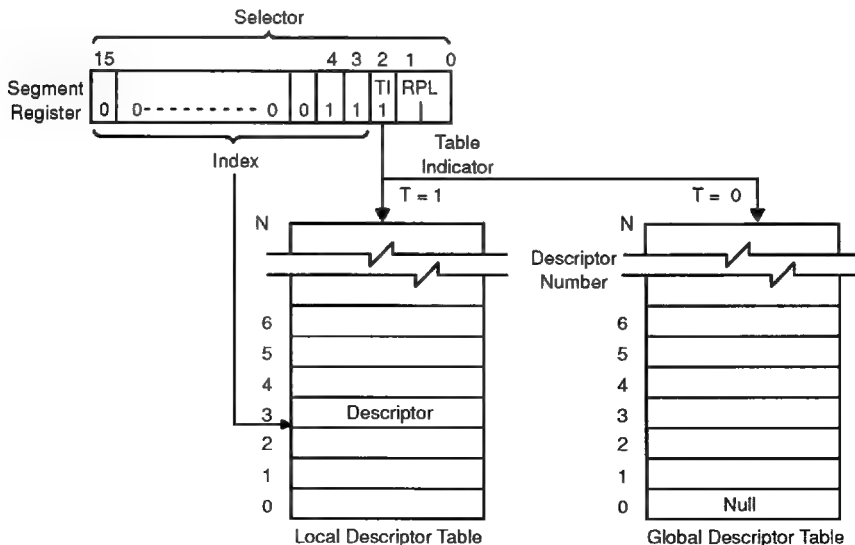 Selector
15 4 3 2 1 0
Segment Register
TI RPL
0 0---------0 0 1 1 1
Index
Table Indicator
T = 1
T = 0
N
N
Descriptor Number
6
5
4
3
2
1
0
Descriptor
6
5
4
3
2
1
0
Null
Local Descriptor Table
Global Descriptor Table